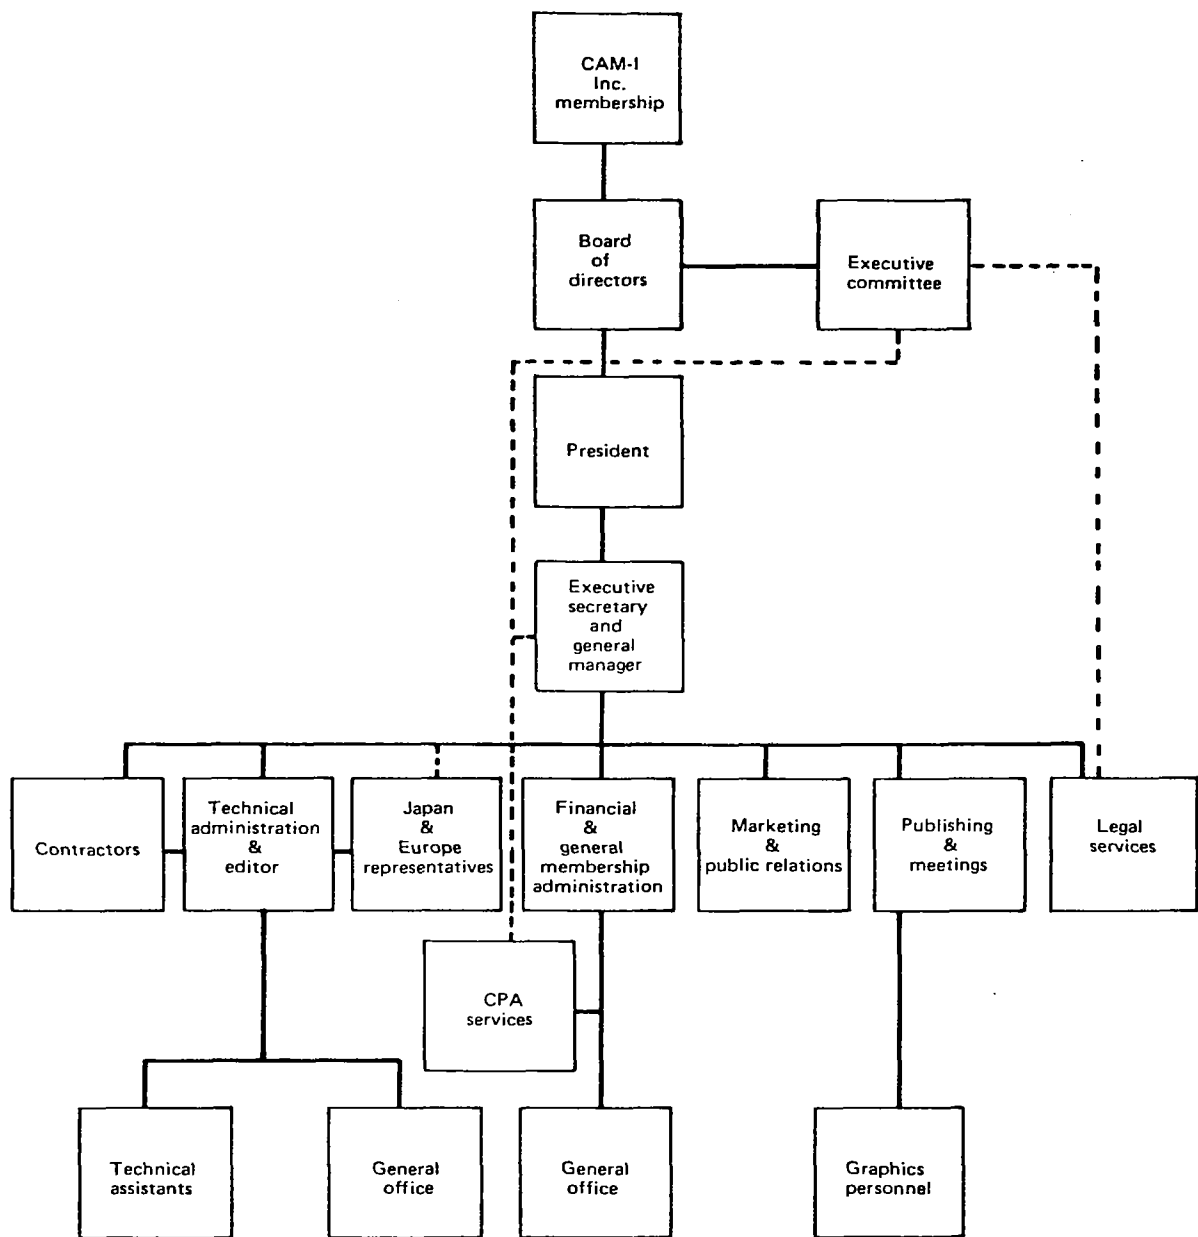 CAM-I
Inc.
membership
Board
of
directors
Executive
committee
President
Executive
secretary
and
general
manager
Contractors
Technical
administration
&
editor
Japan
&
Europe
representatives
Financial
&
general
membership
administration
Marketing
&
public relations
Publishing
&
meetings
Legal
services
CPA
services
Technical
assistants
General
office
General
office
Graphics
personnel